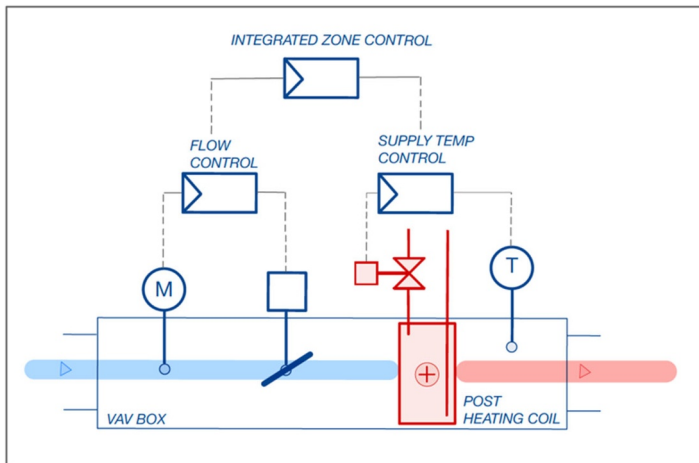 INTEGRATED ZONE CONTROL
FLOW
CONTROL
SUPPLY TEMP
CONTROL
M
T
VAV BOX
POST
HEATING COIL